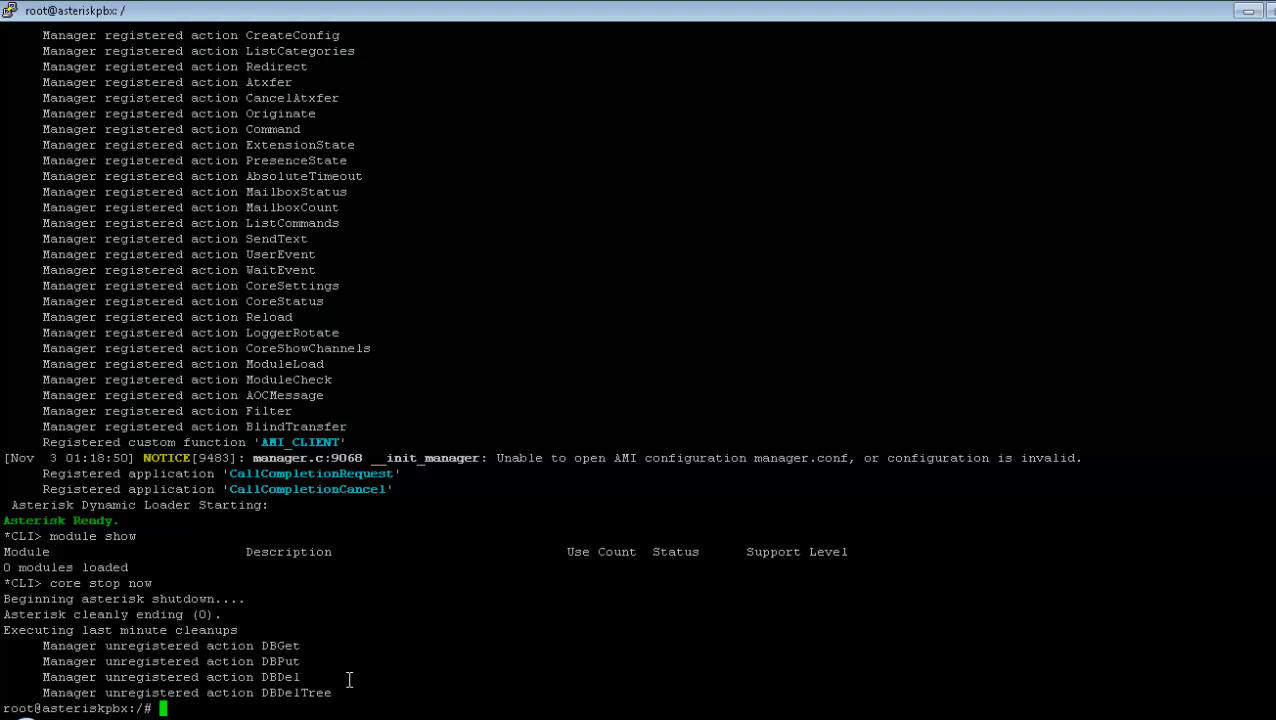 root@asteriskpbx: /
Manager registered action CreateConfig
Manager registered action ListCategories
Manager registered action Redirect
Manager registered action Atxfer
Manager registered action CancelAtxfer
Manager registered action Originate
Manager registered action Command
Manager registered action ExtensionState
Manager registered action PresenceState
Manager registered action AbsoluteTimeout
Manager registered action MailboxStatus
Manager registered action MailboxCount
Manager registered action ListCommands
Manager registered action SendText
Manager registered action UserEvent
Manager registered action WaitEvent
Manager registered action CoreSettings
Manager registered action CoreStatus
Manager registered action Reload
Manager registered action LoggerRotate
Manager registered action CoreShowChannels
Manager registered action ModuleLoad
Manager registered action ModuleCheck
Manager registered action AOCMessage
Manager registered action Filter
Manager registered action BlindTransfer
Registered custom function 'AMI_CLIENT'
[Nov  3 01:18:50] NOTICE[9483]: manager.c:9068 __init_manager: Unable to open AMI configuration manager.conf, or configuration is invalid.
Registered application 'CallCompletionRequest'
Registered application 'CallCompletionCancel'
Asterisk Dynamic Loader Starting:
Asterisk Ready.
*CLI> module show
Module Description Use Count Status Support Level
0 modules loaded
*CLI> core stop now
Beginning asterisk shutdown....
Asterisk cleanly ending (0).
Executing last minute cleanups
Manager unregistered action DBGet
Manager unregistered action DBPut
Manager unregistered action DBDel
Manager unregistered action DBDelTree
root@asteriskpbx:/#